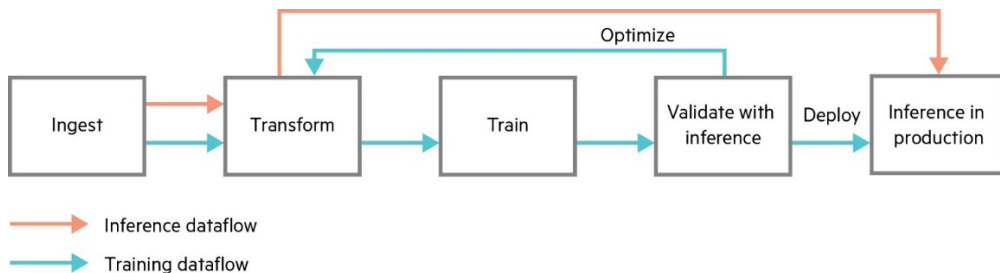 Optimize
Ingest
Transform
Train
Validate with
inference
Deploy
Inference in
production
Inference dataflow
Training dataflow